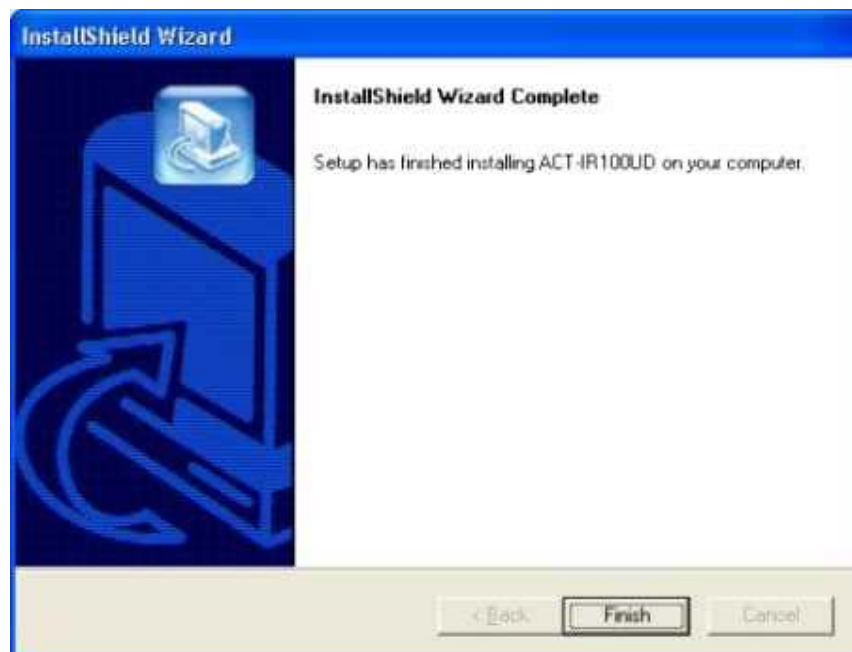 InstallShield Wizard
InstallShield Wizard Complete
Setup has finished installing ACT-IR100UD on your computer.
< Back Finish Cancel